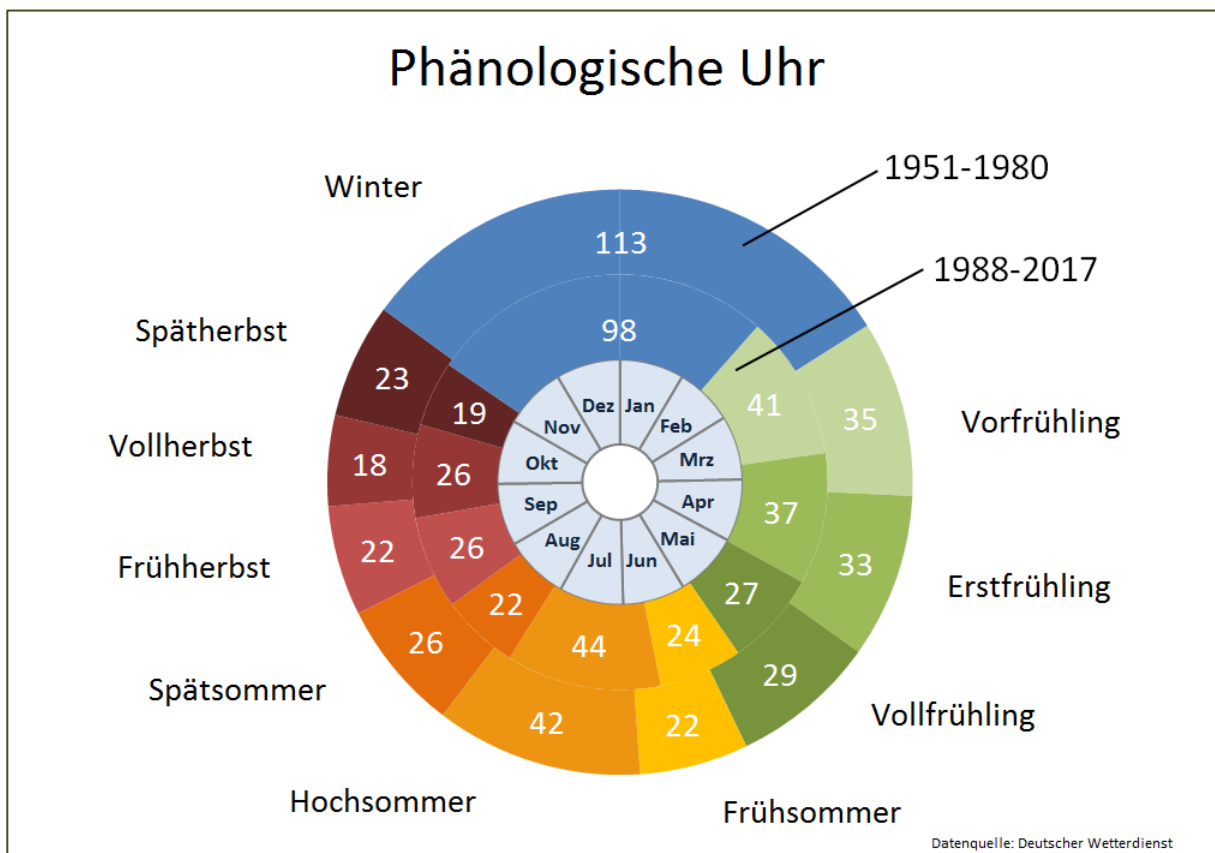 Phänologische Uhr
1951-1980
1988-2017
Winter
113
98
Vorfrühling
35
41
Erstfrühling
33
37
Vollfrühling
29
27
Frühsommer
22
24
Hochsommer
42
44
Spätsommer
26
22
Frühherbst
22
26
Vollherbst
18
26
Spätherbst
23
19
Jan
Feb
Mrz
Apr
Mai
Jun
Jul
Aug
Sep
Okt
Nov
Dez
Datenquelle: Deutscher Wetterdienst